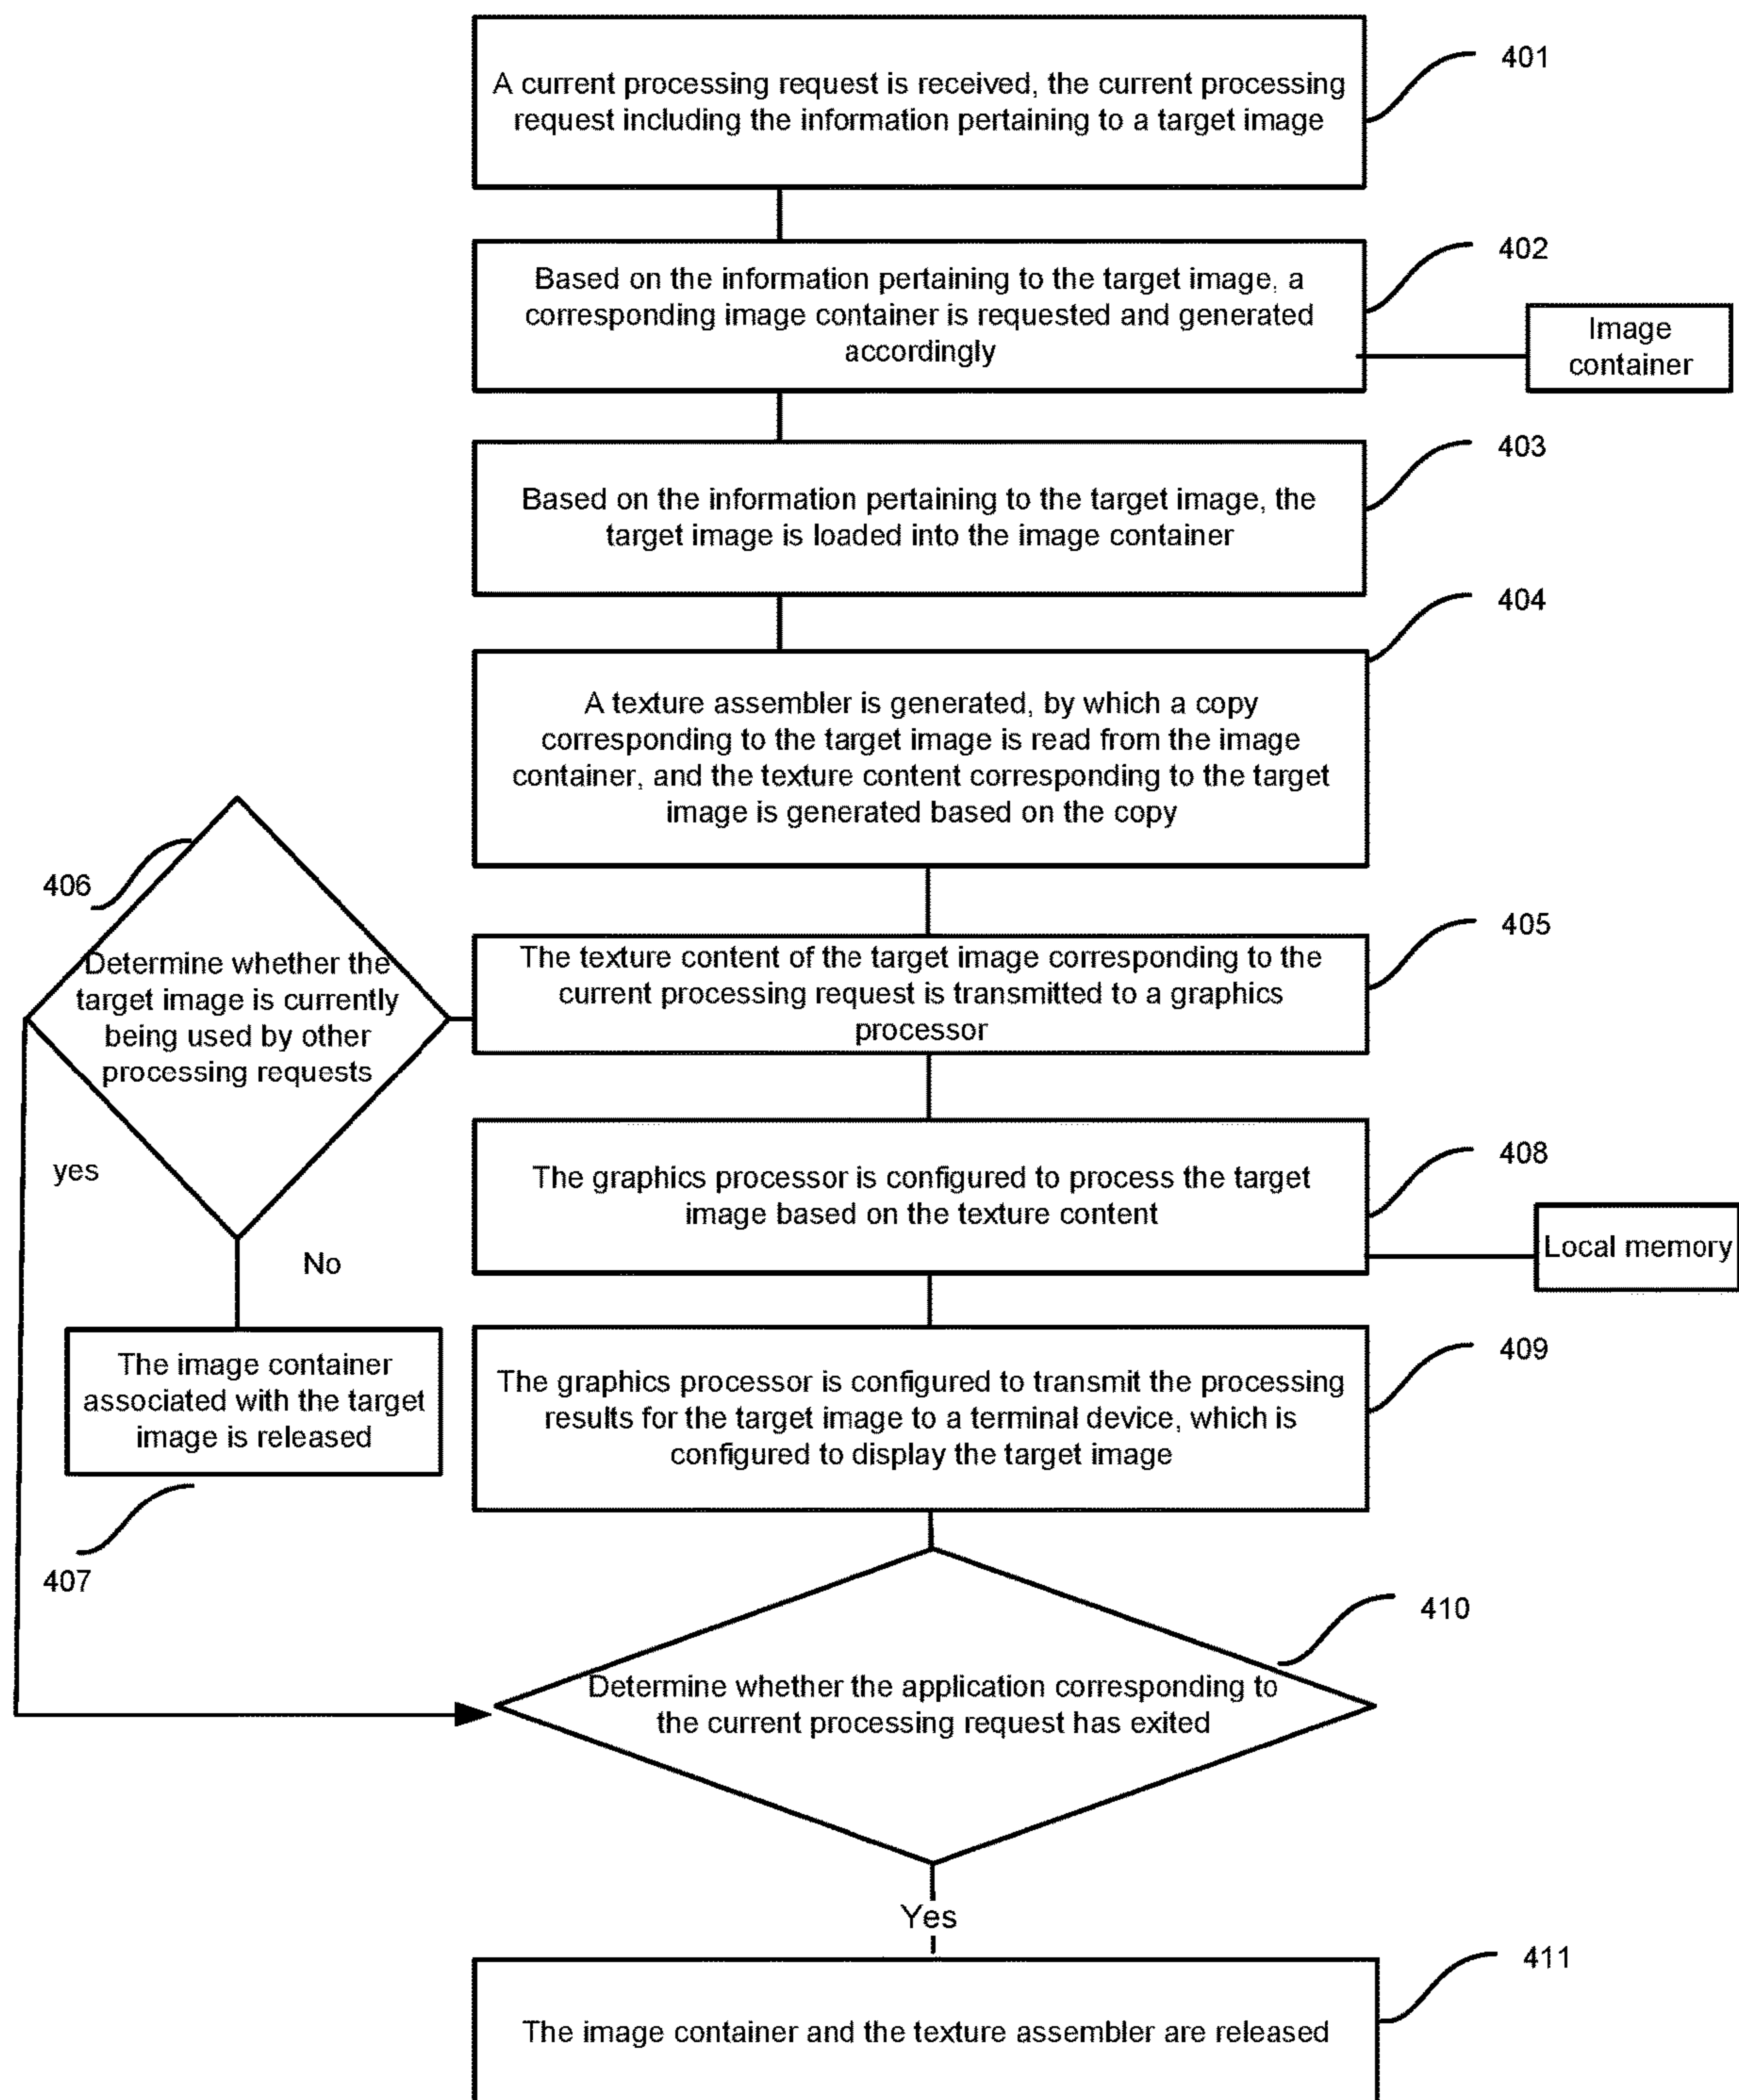 A current processing request is received, the current processing
request including the information pertaining to a target image
401
Based on the information pertaining to the target image, a
corresponding image container is requested and generated
accordingly
402
Image
container
Based on the information pertaining to the target image, the
target image is loaded into the image container
403
A texture assembler is generated, by which a copy
corresponding to the target image is read from the image
container, and the texture content corresponding to the target
image is generated based on the copy
404
406
Determine whether the
target image is currently
being used by other
processing requests
The texture content of the target image corresponding to the
current processing request is transmitted to a graphics
processor
405
yes
No
The graphics processor is configured to process the target
image based on the texture content
408
Local memory
The image container
associated with the target
image is released
407
The graphics processor is configured to transmit the processing
results for the target image to a terminal device, which is
configured to display the target image
409
Determine whether the application corresponding to
the current processing request has exited
410
Yes
The image container and the texture assembler are released
411